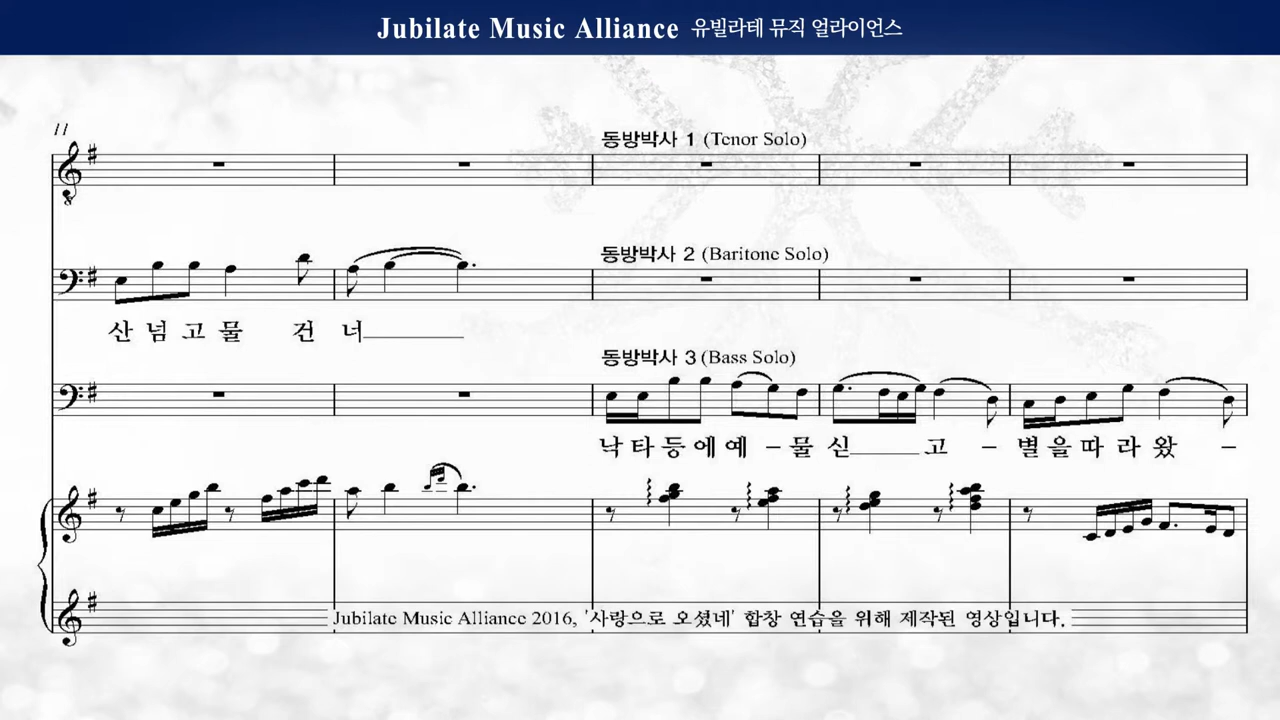 Jubilate Music Alliance 유빌라테 뮤직 얼라이언스
11
동방박사 1 (Tenor Solo)
동방박사 2 (Baritone Solo)
산 넘 고 물 건 너
동방박사 3 (Bass Solo)
낙 타 등 에 예 - 물 신 고 - 별 을 따 라 왔 -
Jubilate Music Alliance 2016, '사랑으로 오셨네' 합창 연습을 위해 제작된 영상입니다.